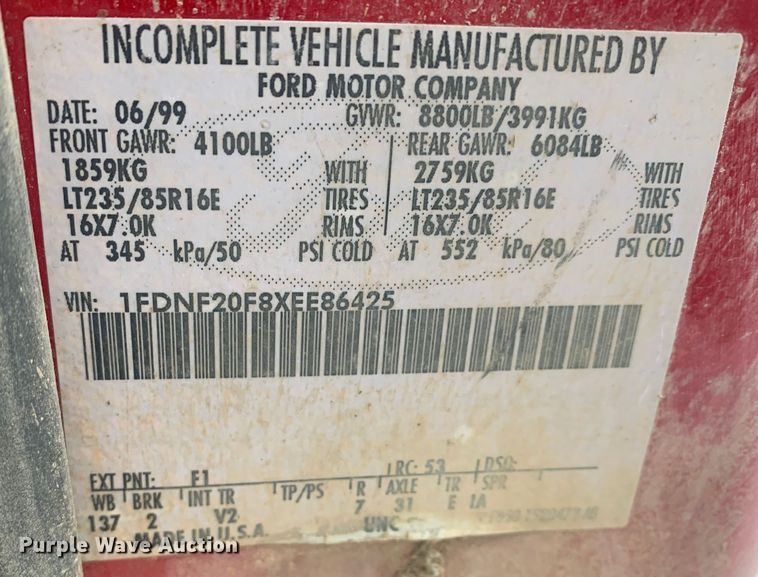 INCOMPLETE VEHICLE MANUFACTURED BY
FORD MOTOR COMPANY
DATE: 06/99 GVWR: 8800LB/3991KG
FRONT GAWR: 4100LB REAR GAWR: 6084LB
1859KG WITH 2759KG WITH
LT235/85R16E TIRES LT235/85R16E TIRES
16X7.0K RIMS 16X7.0K RIMS
AT 345 kPa/50 PSI COLD AT 552 kPa/80 PSI COLD
VIN: 1FDNF20F8XEE86425
EXT PNT: F1 RC: 53 DSO:
WB BRK INT TR TP/PS R AXLE TR SPR
137 2 V2 7 31 E LA
MADE IN U.S.A. UNC
Purple Wave Auction